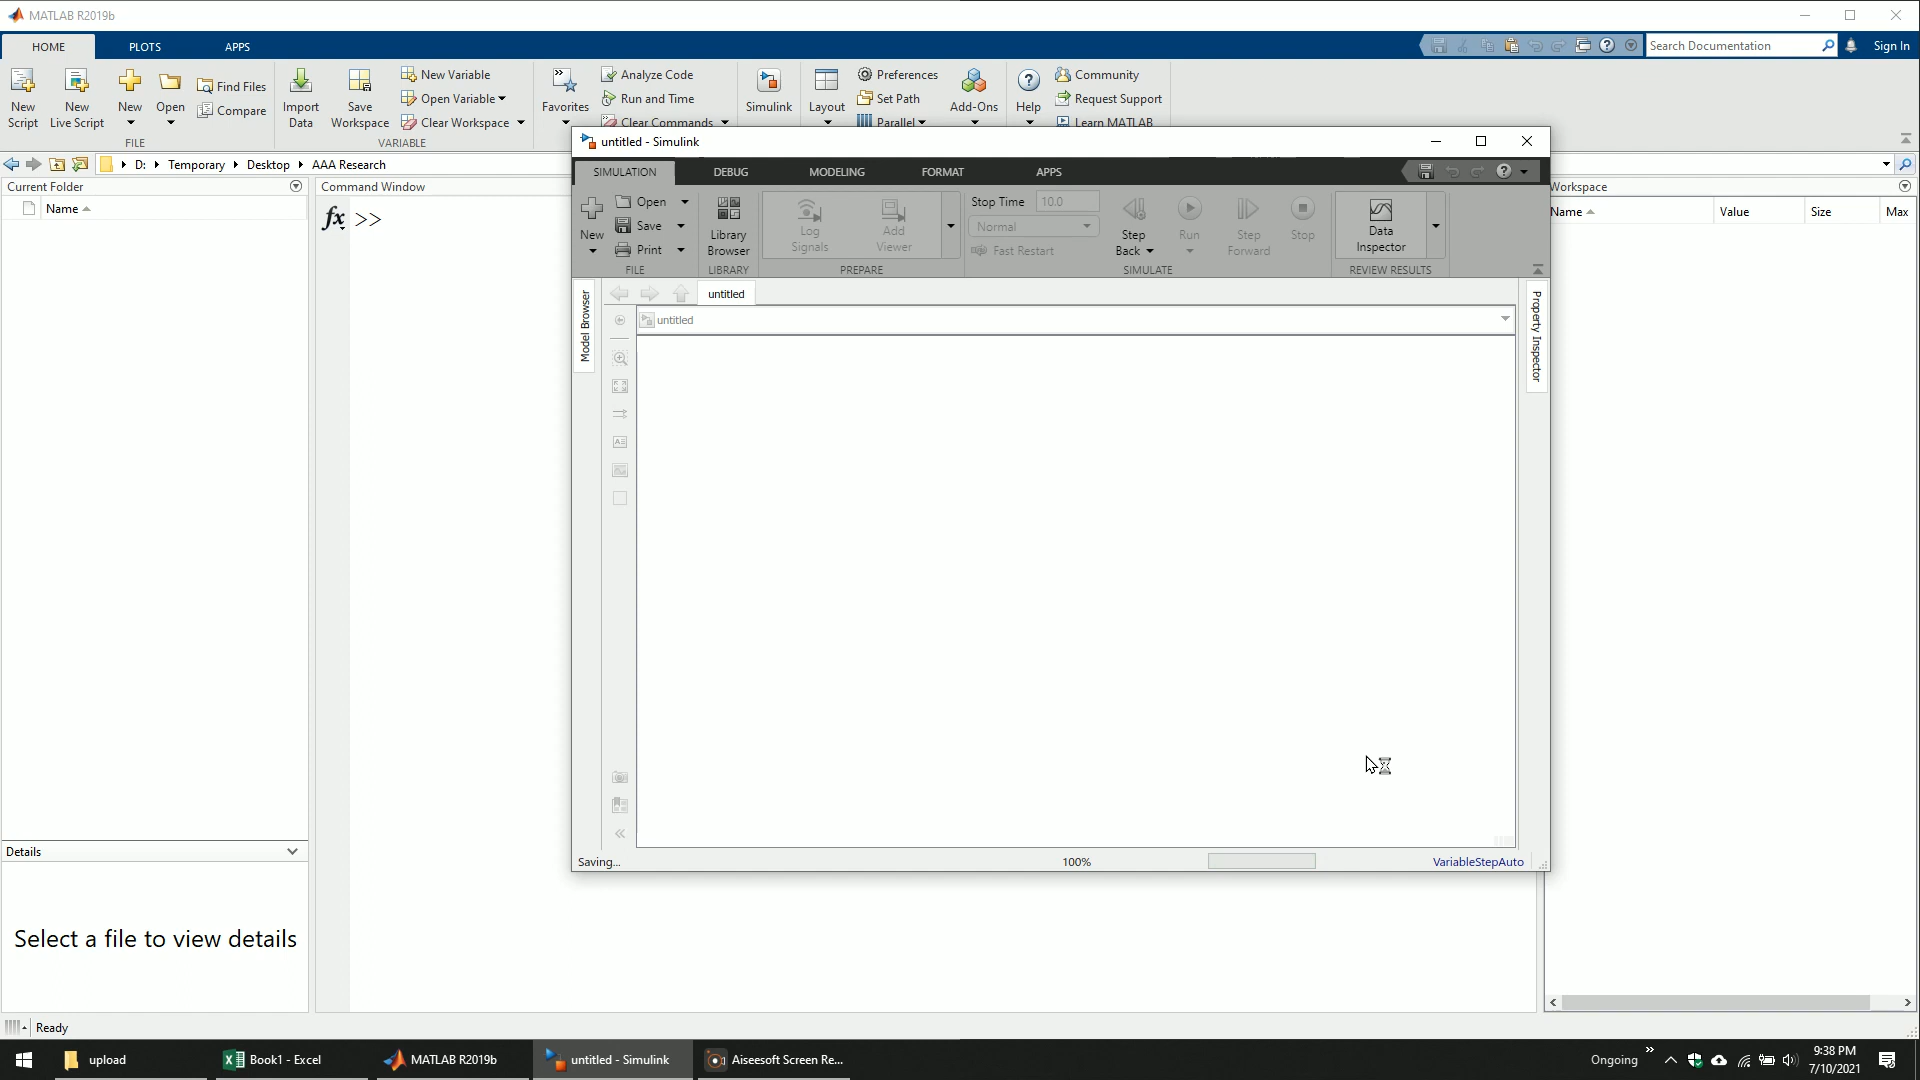 MATLAB R2019b
HOME
PLOTS
APPS
Search Documentation
Sign In
New Script
New Live Script
New
Open
Find Files
Compare
FILE
Import Data
Save Workspace
New Variable
Open Variable
Clear Workspace
VARIABLE
Favorites
Analyze Code
Run and Time
Clear Commands
Simulink
Layout
Preferences
Set Path
Parallel
Add-Ons
Help
Community
Request Support
Learn MATLAB
D:
Temporary
Desktop
AAA Research
Current Folder
Name
Command Window
fx >>
untitled - Simulink
SIMULATION
DEBUG
MODELING
FORMAT
APPS
New
Open
Save
Print
FILE
Library Browser
LIBRARY
Log Signals
Add Viewer
PREPARE
Stop Time 10.0
Normal
Fast Restart
Step Back
Run
Step Forward
Stop
SIMULATE
Data Inspector
REVIEW RESULTS
untitled
untitled
Model Browser
Property Inspector
Saving...
100%
VariableStepAuto
Workspace
Name
Value
Size
Max
Details
Select a file to view details
Ready
upload
Book1 - Excel
MATLAB R2019b
untitled - Simulink
Aiseesoft Screen Re...
Ongoing
9:38 PM
7/10/2021